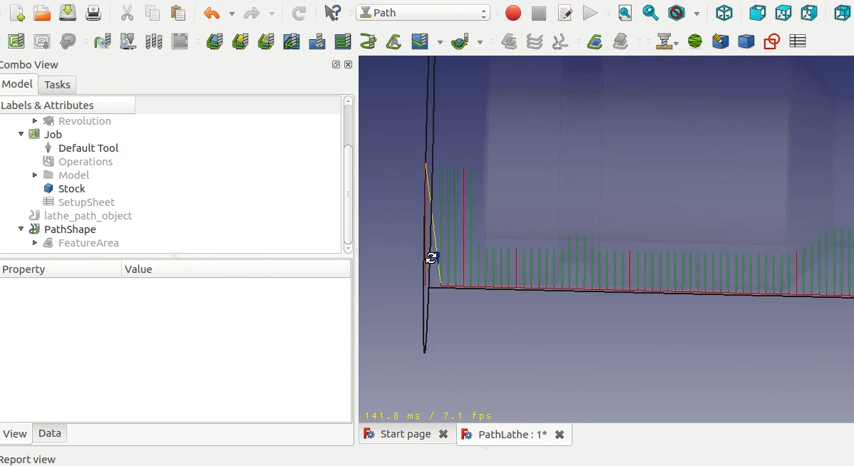 Path
Combo View
Model
Tasks
Labels & Attributes
Revolution
Job
Default Tool
Operations
Model
Stock
SetupSheet
lathe_path_object
PathShape
FeatureArea
Property
Value
141.8 ms / 7.1 fps
View
Data
Start page
PathLathe : 1*
Report view